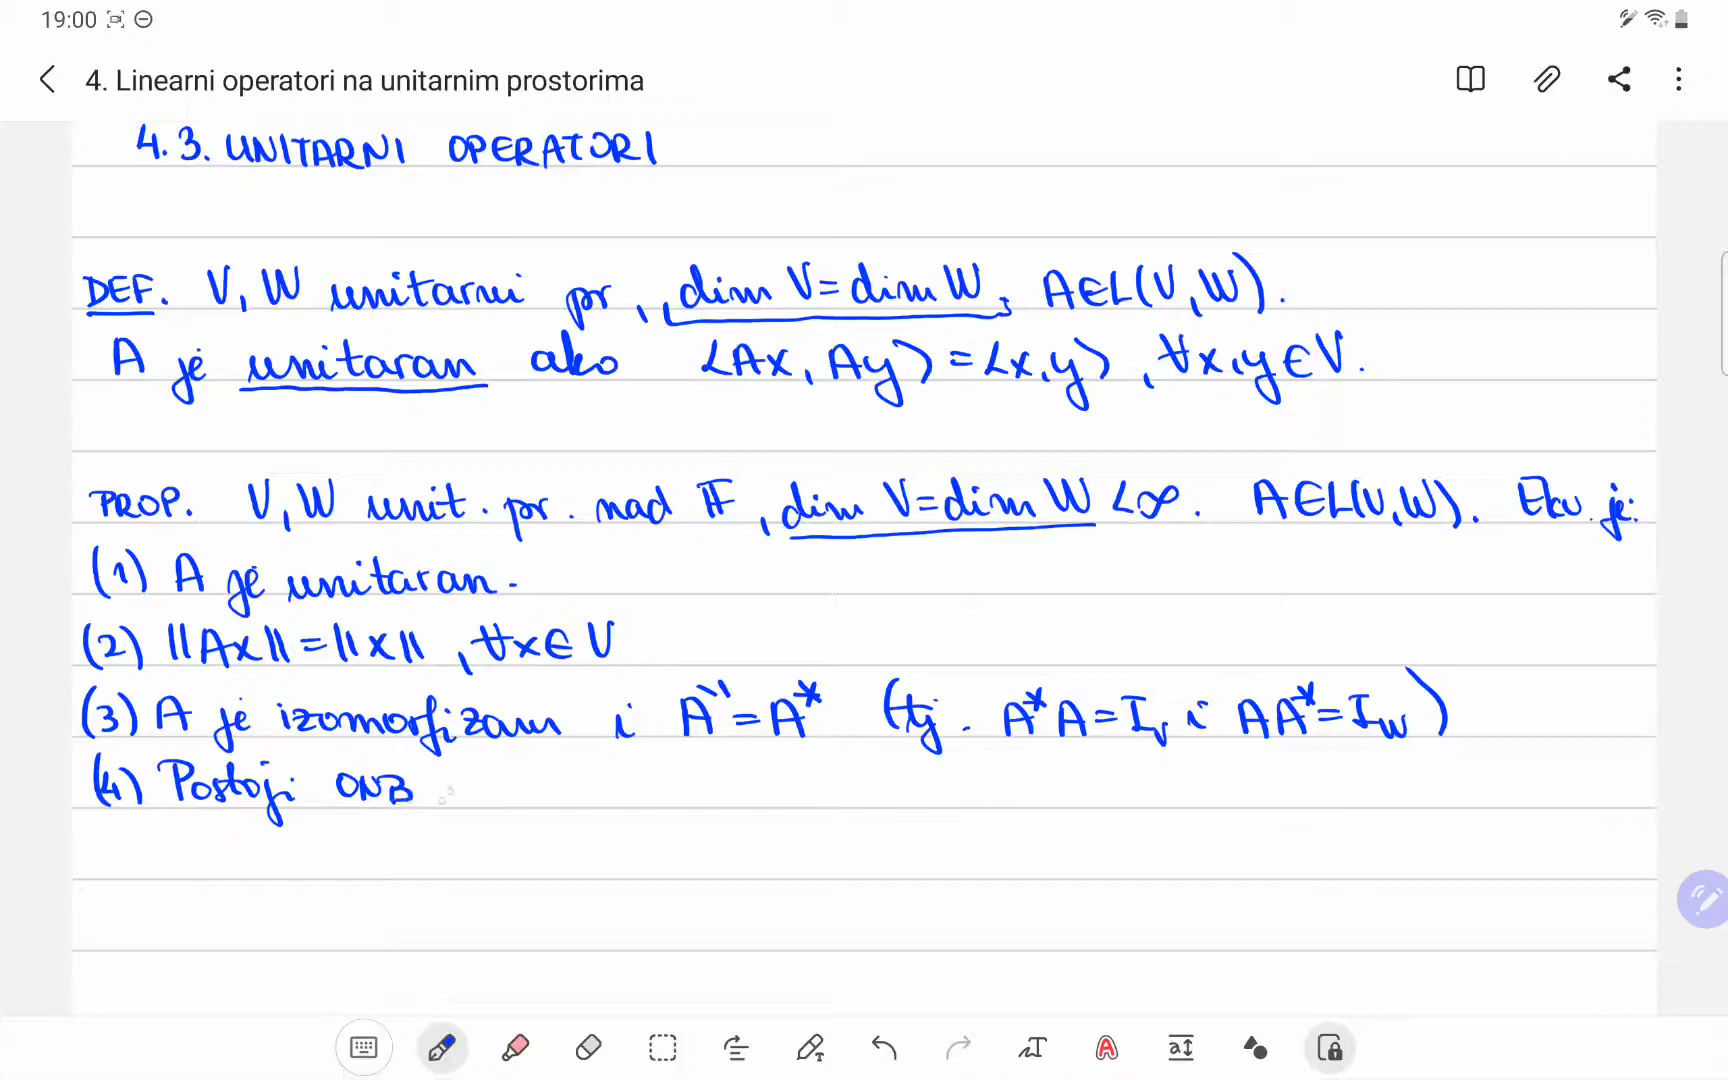 19:00
4. Linearni operatori na unitarnim prostorima
4.3. UNITARNI OPERATORI
DEF. V, W unitarni pr., dim V = dim W, A∈L(V,W).
A je unitaran ako <Ax, Ay> = <x,y>, ∀x,y∈V.
PROP. V, W unit. pr. nad 𝔽, dim V = dim W < ∞. A∈L(V,W). Ekv. je:
(1) A je unitaran.
(2) ||Ax|| = ||x||, ∀x∈V
(3) A je izomorfizam i A⁻¹ = A* (tj. A*A = I_V i AA* = I_W)
(4) Postoji ONB